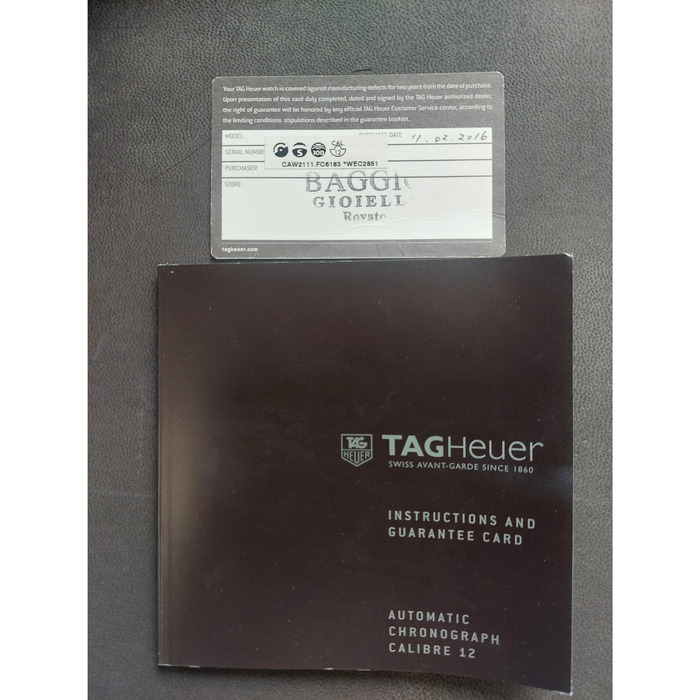 Your TAG Heuer watch is covered against manufacturing defects for two years from the date of purchase.
Upon presentation of this card duly completed, dated and signed by the TAG Heuer authorized dealer,
the right of guarantee will be honored by any official TAG Heuer Customer Service center, according to
the limiting conditions stipulations described in the guarantee booklet.
MODEL
DATE
02.2016
SERIAL NUMBE
S 100 CAL 12
PURCHASER
CAW2111.FC6183 *WEC2851
STORE
BAGGI
GIOIELL
Rovato
tagheuer.com
TAG HEUER
TAGHeuer
SWISS AVANT-GARDE SINCE 1860
INSTRUCTIONS AND
GUARANTEE CARD
AUTOMATIC
CHRONOGRAPH
CALIBRE 12